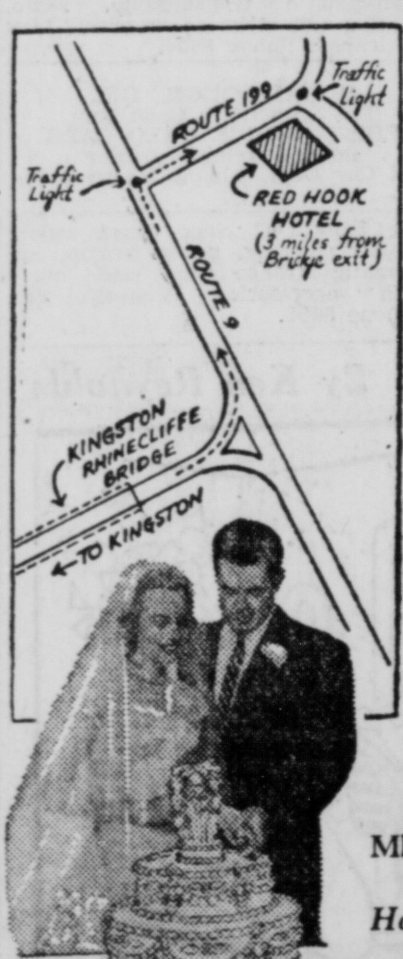 Traffic
Light
ROUTE 199
Traffic
Light
RED HOOK
HOTEL
(3 miles from
Bridge exit)
ROUTE 9
KINGSTON
RHINECLIFFE
BRIDGE
TO KINGSTON